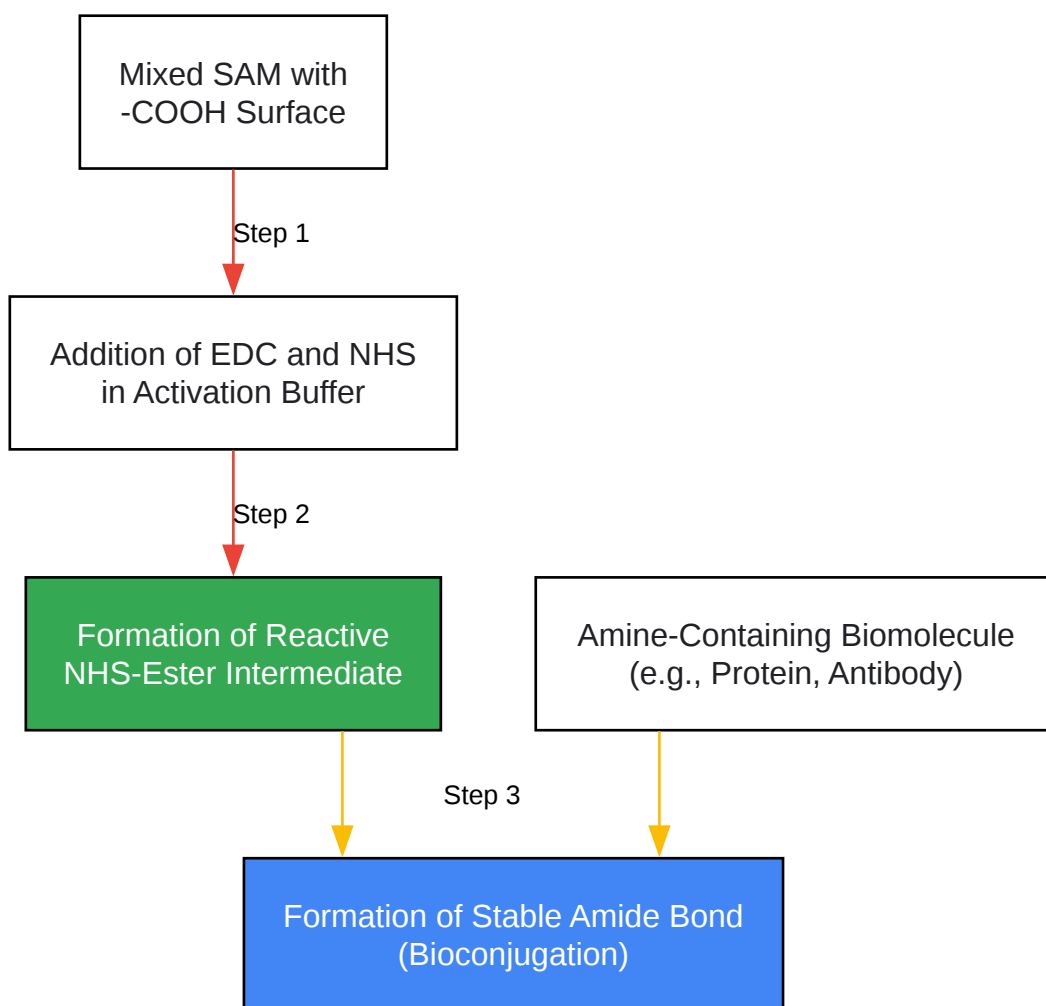 Mixed SAM with
-COOH Surface
Step 1
Addition of EDC and NHS
in Activation Buffer
Step 2
Formation of Reactive
NHS-Ester Intermediate
Amine-Containing Biomolecule
(e.g., Protein, Antibody)
Step 3
Formation of Stable Amide Bond
(Bioconjugation)